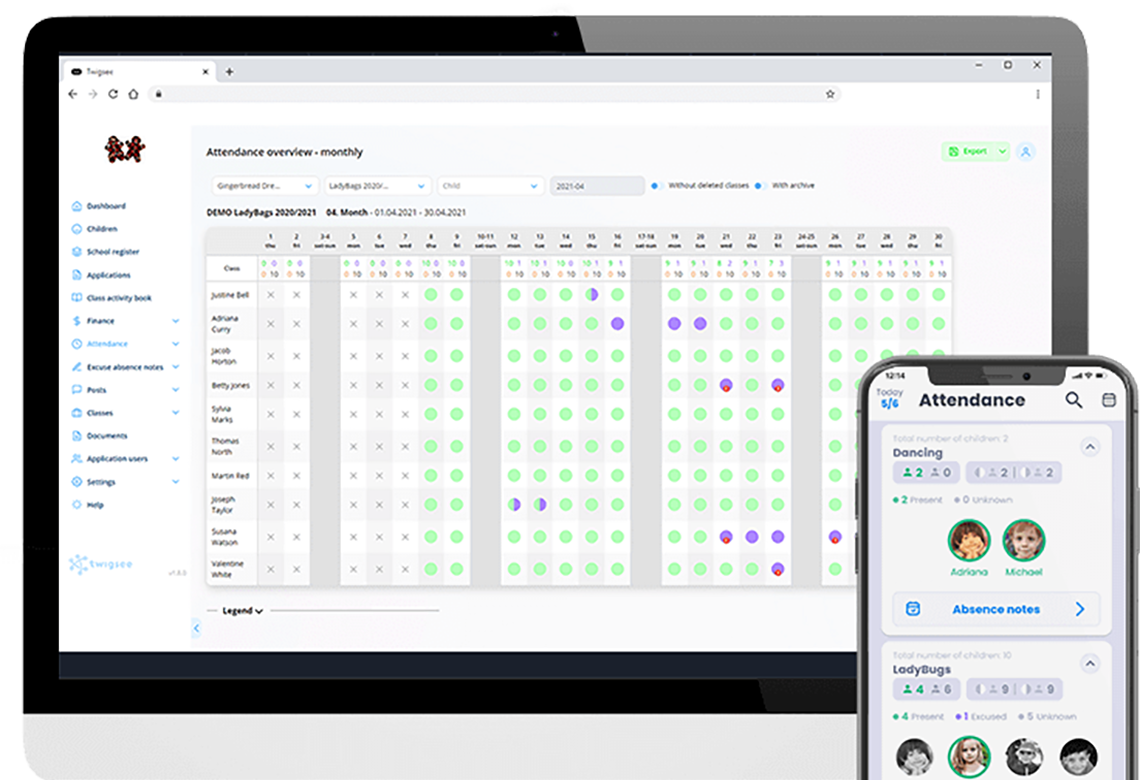 Twigsee
Attendance overview - monthly
Export
Gingerbread Dre...
LadyBags 2020/...
Child
2021-04
Without deleted classes
With archive
DEMO LadyBags 2020/2021 04. Month - 01.04.2021 - 30.04.2021
Dashboard
Children
School register
Applications
Class activity book
Finance
Attendance
Excuse absence notes
Posts
Classes
Documents
Application users
Settings
Help
twigsee
v1.8.0
1 2 3-4 5 6 7 8 9 10-11 12 13 14 15 16 17-18 19 20 21 22 23 24-25 26 27 28 29 30
thu fri sat-sun mon tue wed thu fri sat-sun mon tue wed thu fri sat-sun mon tue wed thu fri sat-sun mon tue wed thu fri
Class
0 0 0 0 0 0 0 0 0 0 10 0 10 0 10 1 10 1 10 0 10 1 9 1 9 1 9 1 8 2 9 1 7 3 9 1 9 1 9 1 9 1 9 1
0 10 0 10 0 10 0 10 0 10 0 10 0 10 0 10 0 10 0 10 0 10 0 10 0 10 0 10 0 10 0 10 0 10 0 10 0 10 0 10 0 10 0 10
Justine Bell
Adriana
Curry
Jacob
Horton
Betty Jones
Sylvia
Marks
Thomas
North
Martin Red
Joseph
Taylor
Susana
Watson
Valentine
White
Legend
12:14
Today
5/6
Attendance
Total number of children: 2
Dancing
2 0 2 | 2
2 Present 0 Unknown
Adriana Michael
Absence notes
Total number of children: 10
LadyBugs
4 6 9 | 9
4 Present 1 Excused 5 Unknown